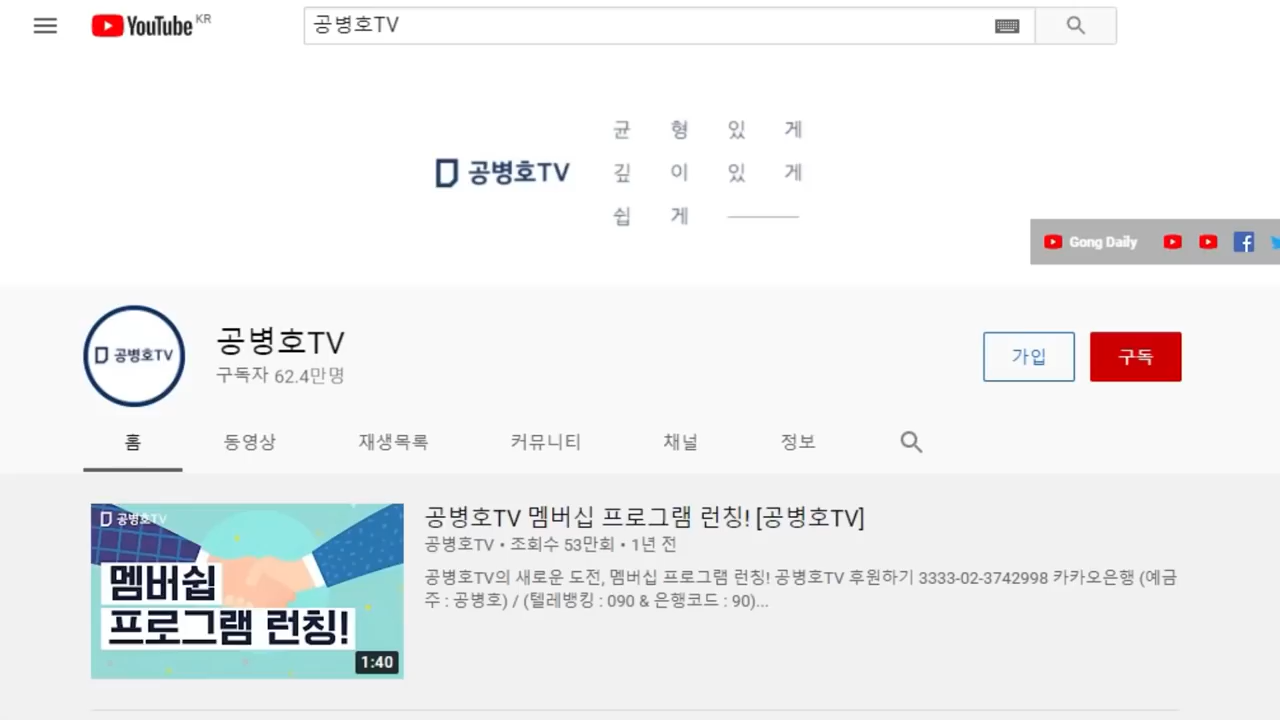 YouTube KR
공병호TV
균 형 있 게
공병호TV
깊 이 있 게
쉽 게
Gong Daily
공병호TV
공병호TV
구독자 62.4만명
가입
구독
홈
동영상
재생목록
커뮤니티
채널
정보
공병호TV
멤버쉽
프로그램 런칭!
1:40
공병호TV 멤버십 프로그램 런칭! [공병호TV]
공병호TV • 조회수 53만회 • 1년 전
공병호TV의 새로운 도전, 멤버십 프로그램 런칭! 공병호TV 후원하기 3333-02-3742998 카카오은행 (예금
주 : 공병호) / (텔레뱅킹 : 090 & 은행코드 : 90)...